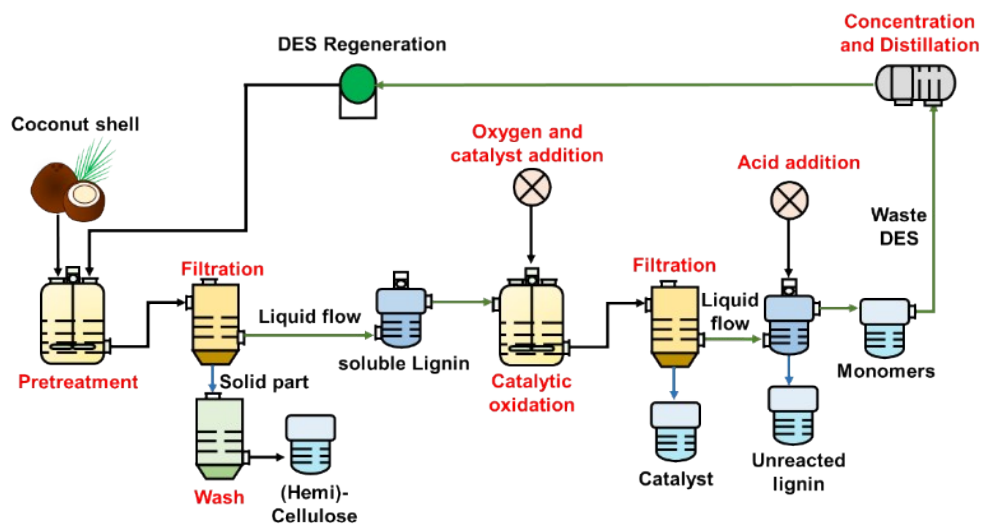 Concentration
and Distillation
DES Regeneration
Coconut shell
Oxygen and
catalyst addition
Acid addition
Waste
DES
Filtration
Filtration
Liquid flow
Liquid
flow
soluble Lignin
Pretreatment
Solid part
Catalytic
oxidation
Monomers
Wash
(Hemi)-
Cellulose
Catalyst
Unreacted
lignin